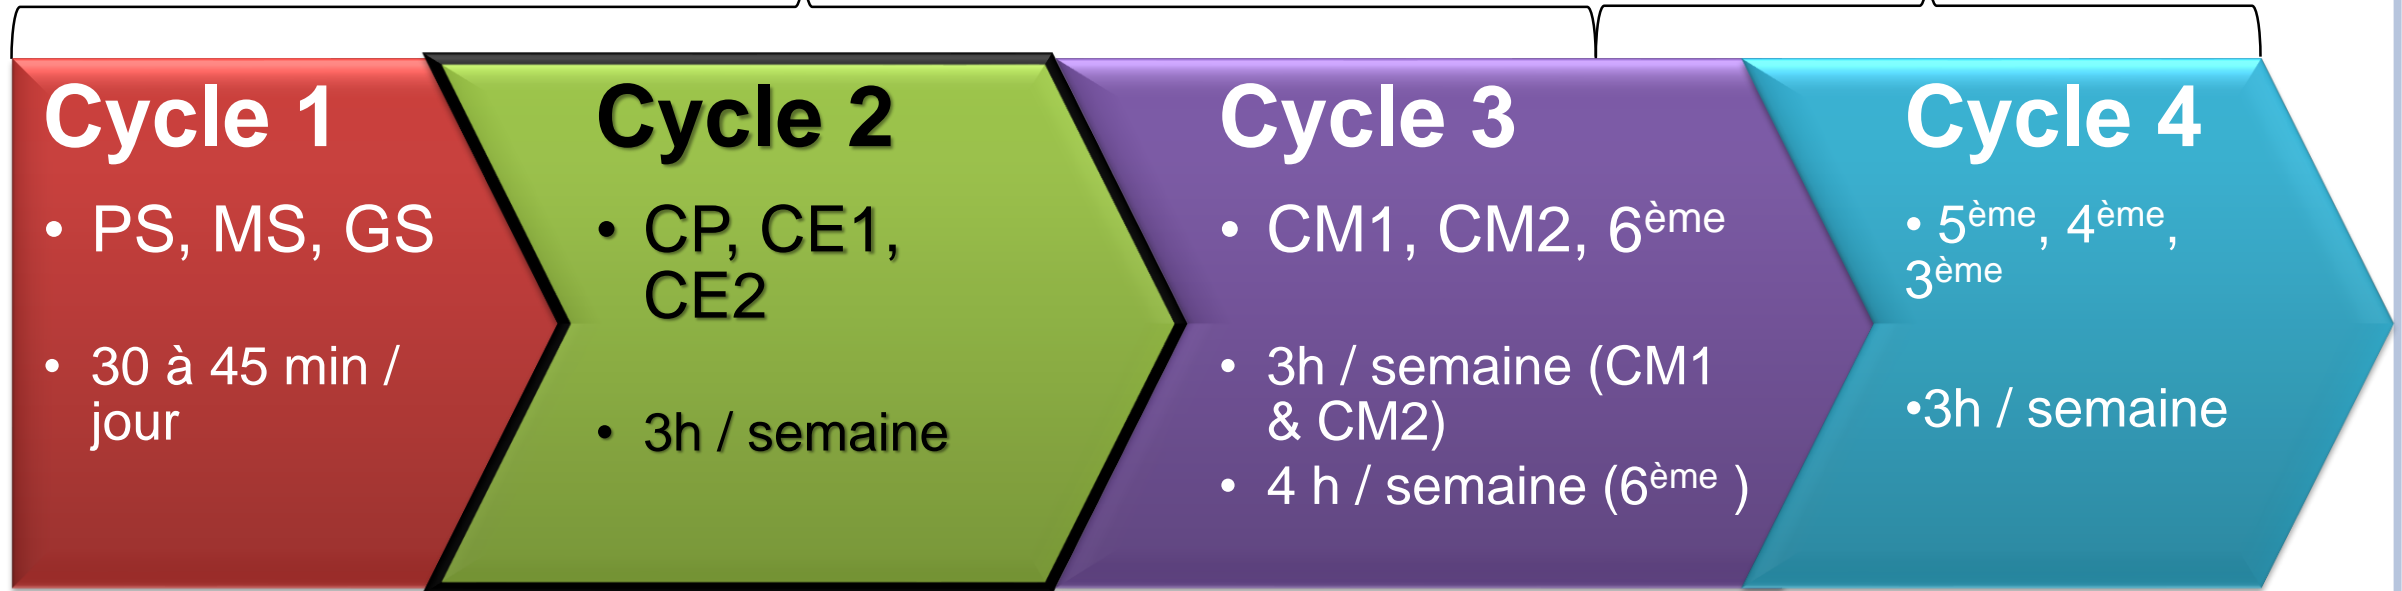 Cycle 1
• PS, MS, GS
• 30 à 45 min /
jour
Cycle 2
• CP, CE1,
CE2
• 3h / semaine
Cycle 3
• CM1, CM2, 6ème
• 3h / semaine (CM1
& CM2)
• 4 h / semaine (6ème )
Cycle 4
• 5ème, 4ème,
3ème
•3h / semaine